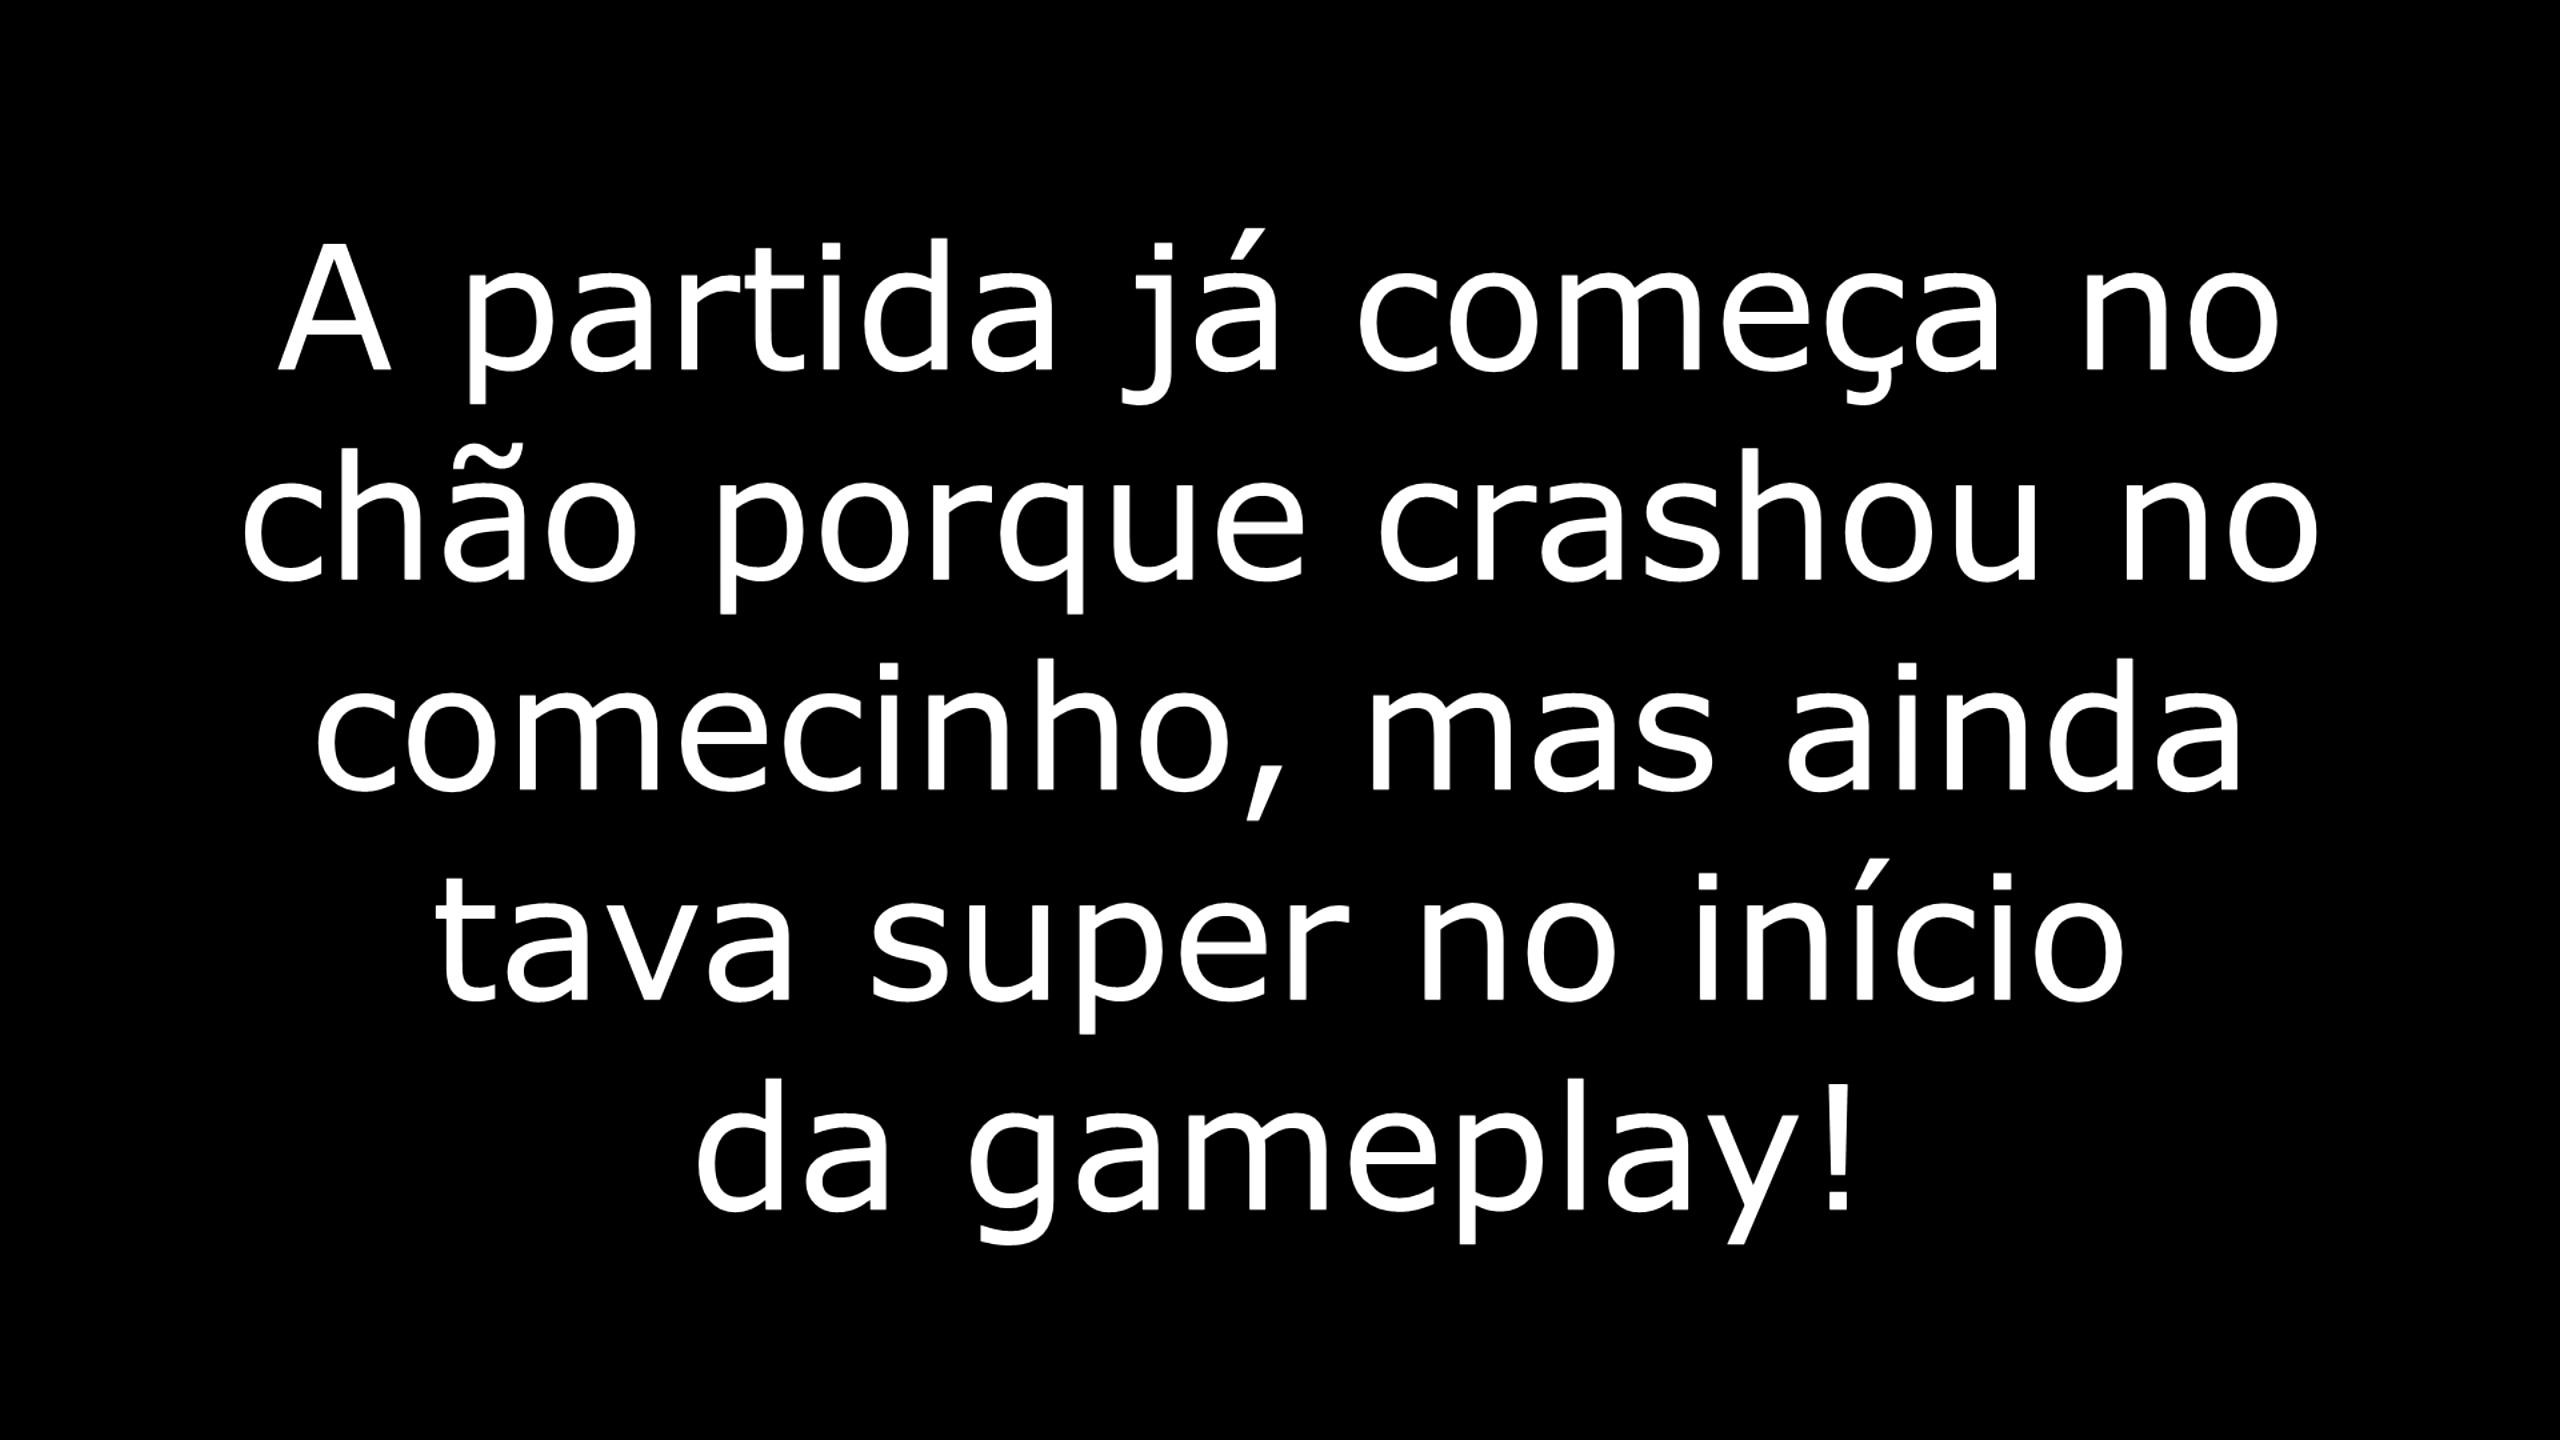 A partida já começa no
chão porque crashou no
comecinho, mas ainda
tava super no início
da gameplay!